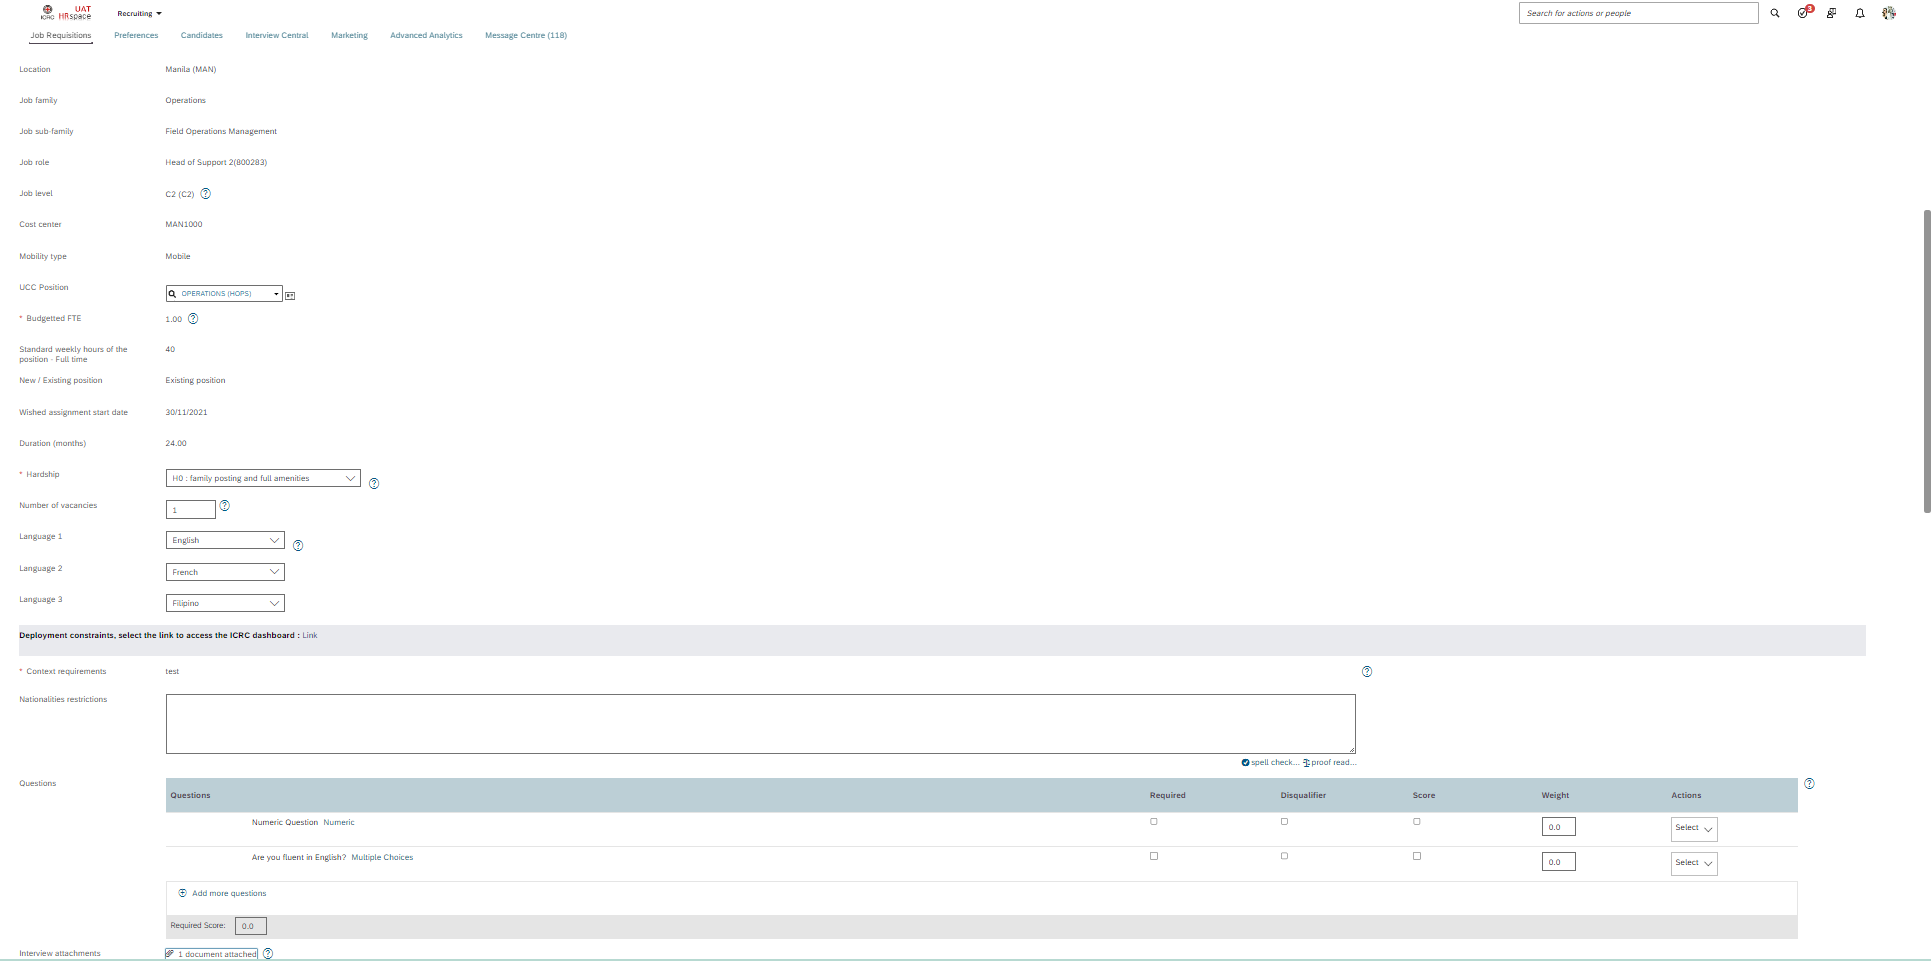 ICRC
UAT
HRspace
Recruiting
Search for actions or people
3
Job Requisitions
Preferences
Candidates
Interview Central
Marketing
Advanced Analytics
Message Centre (118)
Location
Manila (MAN)
Job family
Operations
Job sub-family
Field Operations Management
Job role
Head of Support 2(800283)
Job level
C2 (C2)
Cost center
MAN1000
Mobility type
Mobile
UCC Position
OPERATIONS (HOPS)
* Budgetted FTE
1.00
Standard weekly hours of the
position - Full time
40
New / Existing position
Existing position
Wished assignment start date
30/11/2021
Duration (months)
24.00
* Hardship
H0 : family posting and full amenities
Number of vacancies
1
Language 1
English
Language 2
French
Language 3
Filipino
Deployment constraints, select the link to access the ICRC dashboard : Link
* Context requirements
test
Nationalities restrictions
spell check... proof read...
Questions
Questions
Required
Disqualifier
Score
Weight
Actions
Numeric Question Numeric
0.0
Select
Are you fluent in English? Multiple Choices
0.0
Select
Add more questions
Required Score:
0.0
Interview attachments
1 document attached